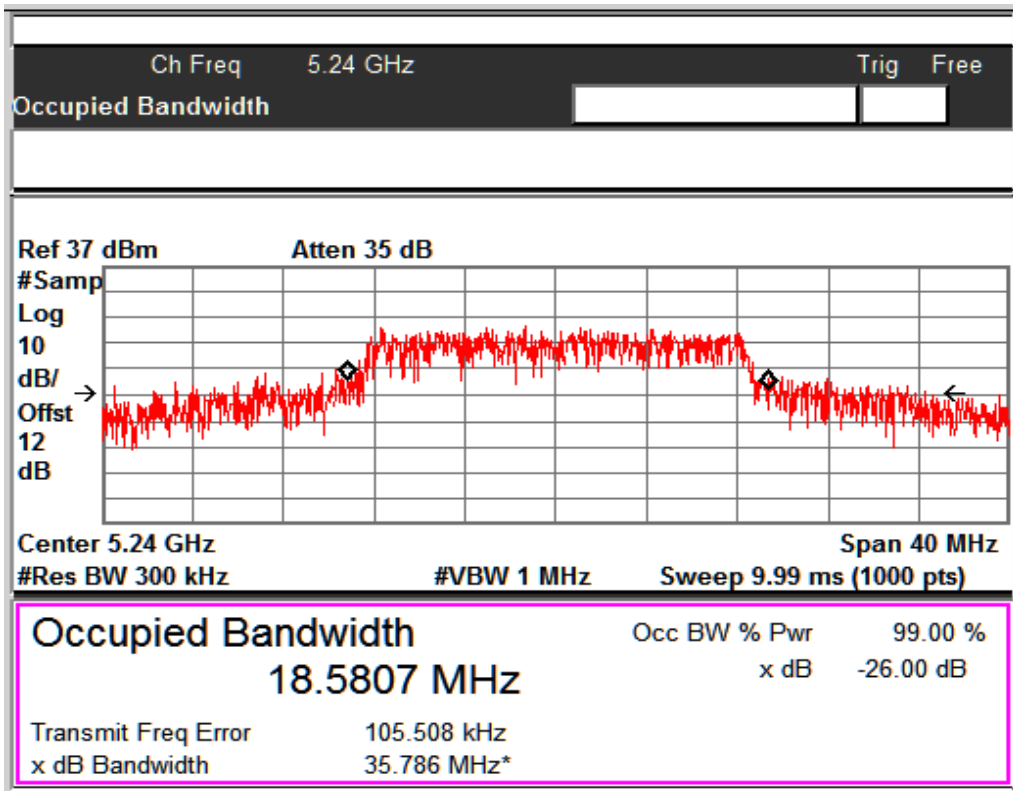 Ch Freq 5.24 GHz Trig Free
Occupied Bandwidth
Ref 37 dBm Atten 35 dB
#Samp
Log
10
dB/
Offst
12
dB
Center 5.24 GHz Span 40 MHz
#Res BW 300 kHz #VBW 1 MHz Sweep 9.99 ms (1000 pts)
Occupied Bandwidth Occ BW % Pwr 99.00 %
18.5807 MHz x dB -26.00 dB
Transmit Freq Error 105.508 kHz
x dB Bandwidth 35.786 MHz*